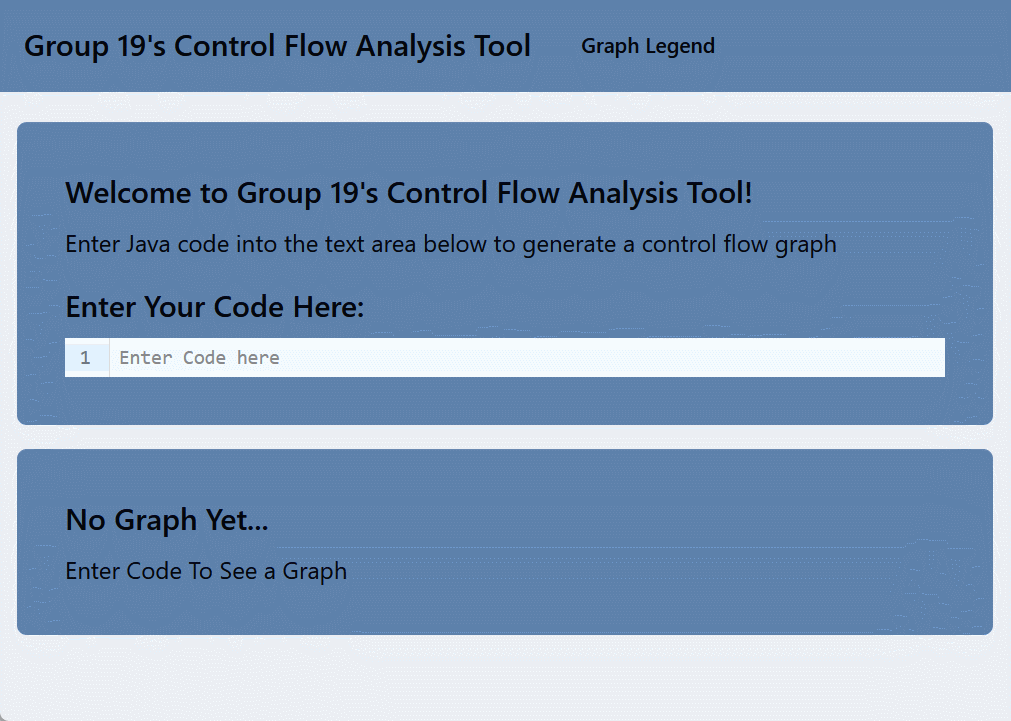 Group 19's Control Flow Analysis Tool
Graph Legend
Welcome to Group 19's Control Flow Analysis Tool!
Enter Java code into the text area below to generate a control flow graph
Enter Your Code Here:
1 Enter Code here
No Graph Yet...
Enter Code To See a Graph